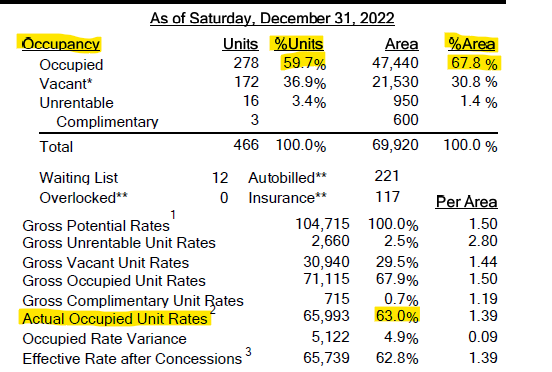 As of Saturday, December 31, 2022
Occupancy Units %Units Area %Area
Occupied 278 59.7% 47,440 67.8 %
Vacant* 172 36.9% 21,530 30.8 %
Unrentable 16 3.4% 950 1.4 %
Complimentary 3 600
Total 466 100.0% 69,920 100.0 %
Waiting List 12 Autobilled** 221
Overlocked** 0 Insurance** 117 Per Area
Gross Potential Rates 1 104,715 100.0% 1.50
Gross Unrentable Unit Rates 2,660 2.5% 2.80
Gross Vacant Unit Rates 30,940 29.5% 1.44
Gross Occupied Unit Rates 71,115 67.9% 1.50
Gross Complimentary Unit Rates 715 0.7% 1.19
Actual Occupied Unit Rates 2 65,993 63.0% 1.39
Occupied Rate Variance 5,122 4.9% 0.09
Effective Rate after Concessions 3 65,739 62.8% 1.39